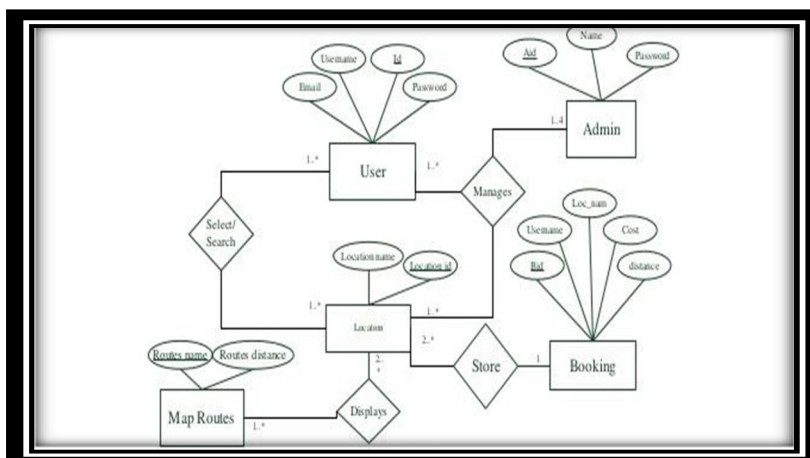 Name
Aid
Password
Username
Id
Email
Password
Admin
1..4
1..*
User
1..*
Manages
Select/
Search
Loc_nam
Username
Cost
Bid
distance
Location name
Location id
1..*
1..*
Location
2..*
Store
1
Booking
2..
*
Routes name
Routes distance
Map Routes
1..*
Displays